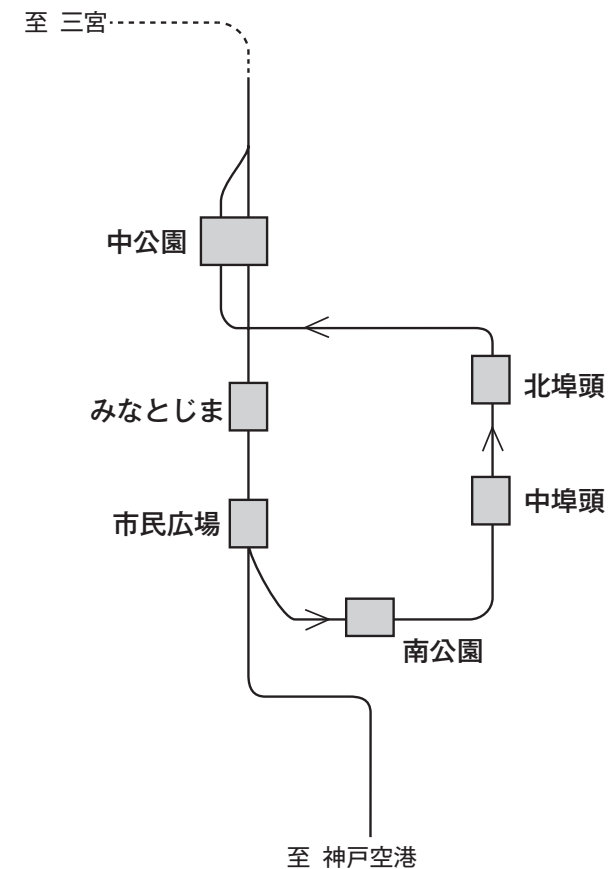 至 三宮
中公園
北埠頭
みなとじま
中埠頭
市民広場
南公園
至 神戸空港